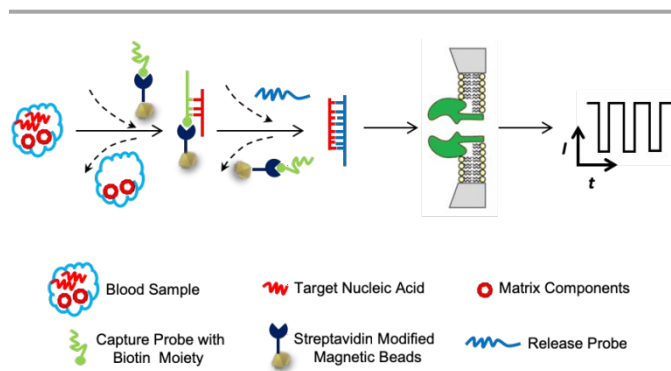 I
t
Blood Sample
Target Nucleic Acid
Matrix Components
Capture Probe with
Biotin Moiety
Streptavidin Modified
Magnetic Beads
Release Probe